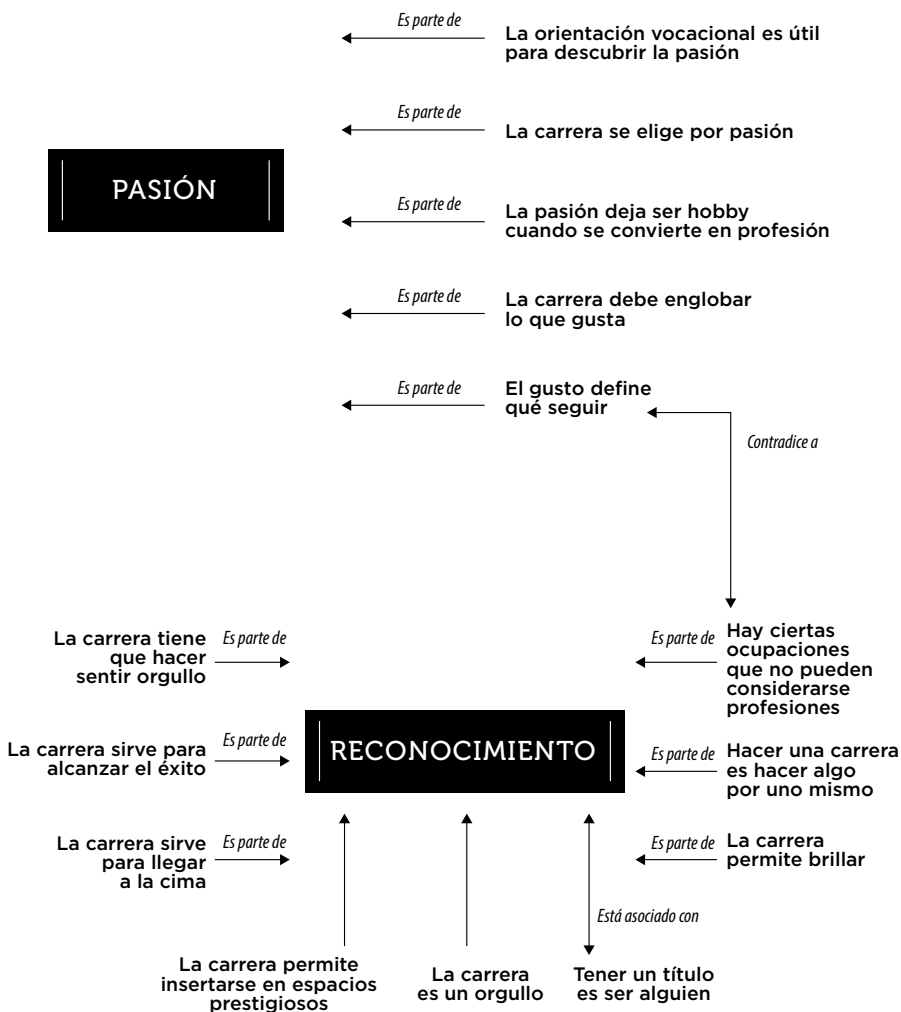 Es parte de
La orientación vocacional es útil
para descubrir la pasión
Es parte de
La carrera se elige por pasión
PASIÓN
Es parte de
La pasión deja ser hobby
cuando se convierte en profesión
Es parte de
La carrera debe englobar
lo que gusta
Es parte de
El gusto define
qué seguir
Contradice a
La carrera tiene
que hacer
sentir orgullo
Es parte de
Es parte de
Hay ciertas
ocupaciones
que no pueden
considerarse
profesiones
La carrera sirve para
alcanzar el éxito
Es parte de
RECONOCIMIENTO
Es parte de
Hacer una carrera
es hacer algo
por uno mismo
La carrera sirve
para llegar
a la cima
Es parte de
Es parte de
La carrera
permite brillar
Está asociado con
La carrera permite
insertarse en espacios
prestigiosos
La carrera
es un orgullo
Tener un título
es ser alguien